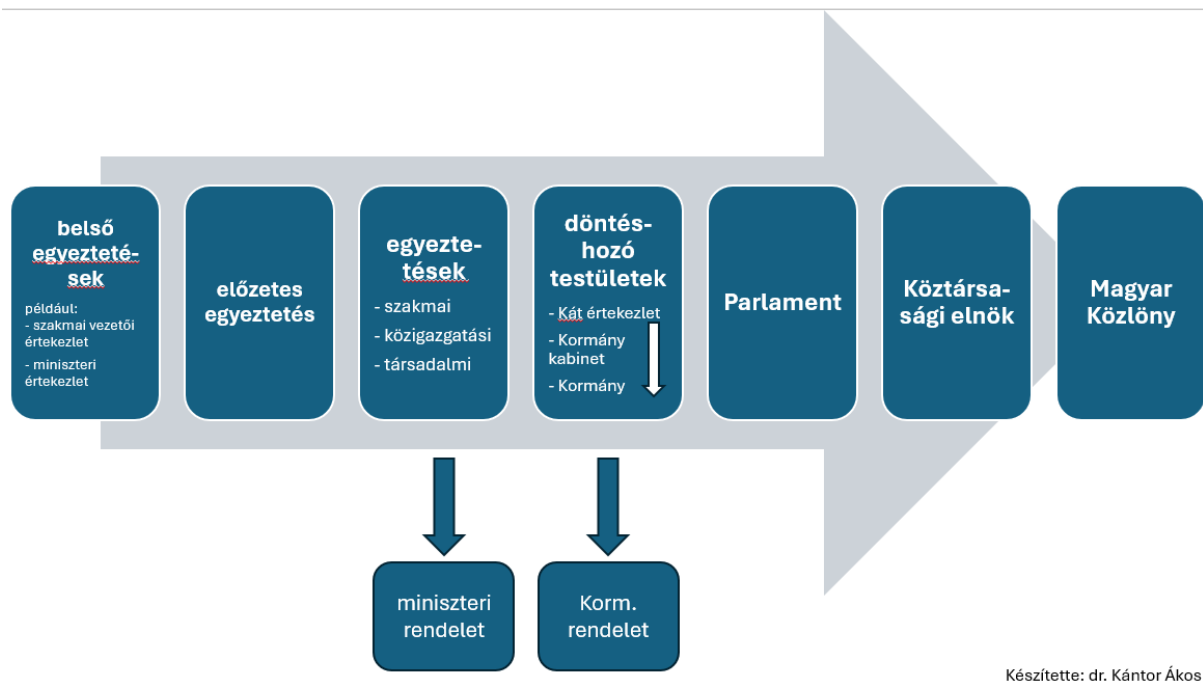 belső
egyezteté-
sek
például:
- szakmai vezetői
értekezlet
- miniszteri
értekezlet
előzetes
egyeztetés
egyezte-
tések
- szakmai
- közigazgatási
- társadalmi
döntés-
hozó
testületek
- Kát értekezlet
- Kormány
kabinet
- Kormány
Parlament
Köztársa-
sági elnök
Magyar
Közlöny
miniszteri
rendelet
Korm.
rendelet
Készítette: dr. Kántor Ákos